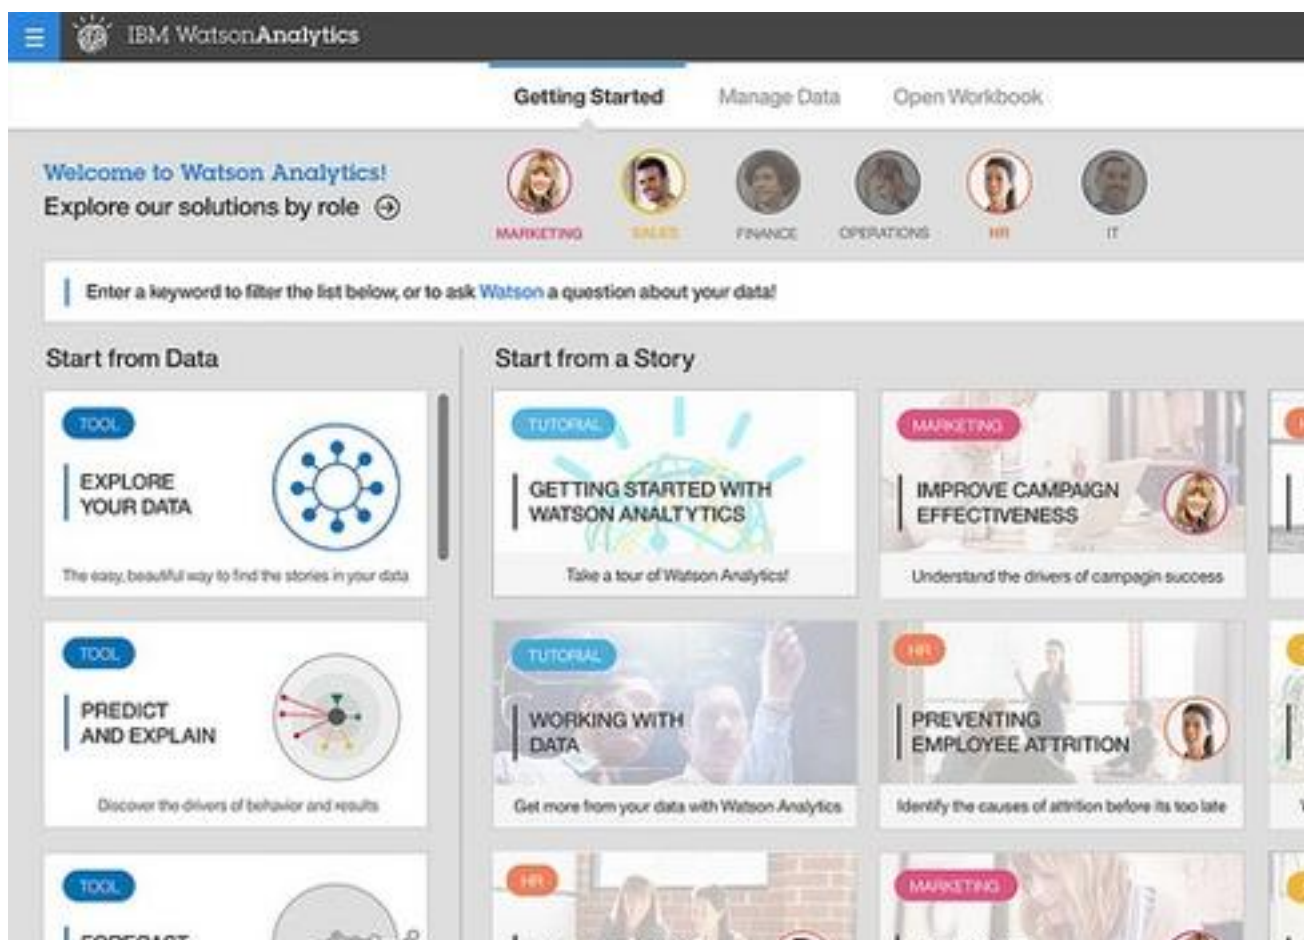 IBM WatsonAnalytics
Getting Started Manage Data Open Workbook
Welcome to Watson Analytics!
Explore our solutions by role
MARKETING SALES FINANCE OPERATIONS HR IT
Enter a keyword to filter the list below, or to ask Watson a question about your data!
Start from Data
TOOL
EXPLORE
YOUR DATA
The easy, beautiful way to find the stories in your data
TOOL
PREDICT
AND EXPLAIN
Discover the drivers of behavior and results
TOOL
Start from a Story
TUTORIAL
GETTING STARTED WITH
WATSON ANALTYTICS
Take a tour of Watson Analytics!
MARKETING
IMPROVE CAMPAIGN
EFFECTIVENESS
Understand the drivers of campagin success
TUTORIAL
WORKING WITH
DATA
Get more from your data with Watson Analytics
HR
PREVENTING
EMPLOYEE ATTRITION
Identify the causes of attrition before its too late
HR
MARKETING